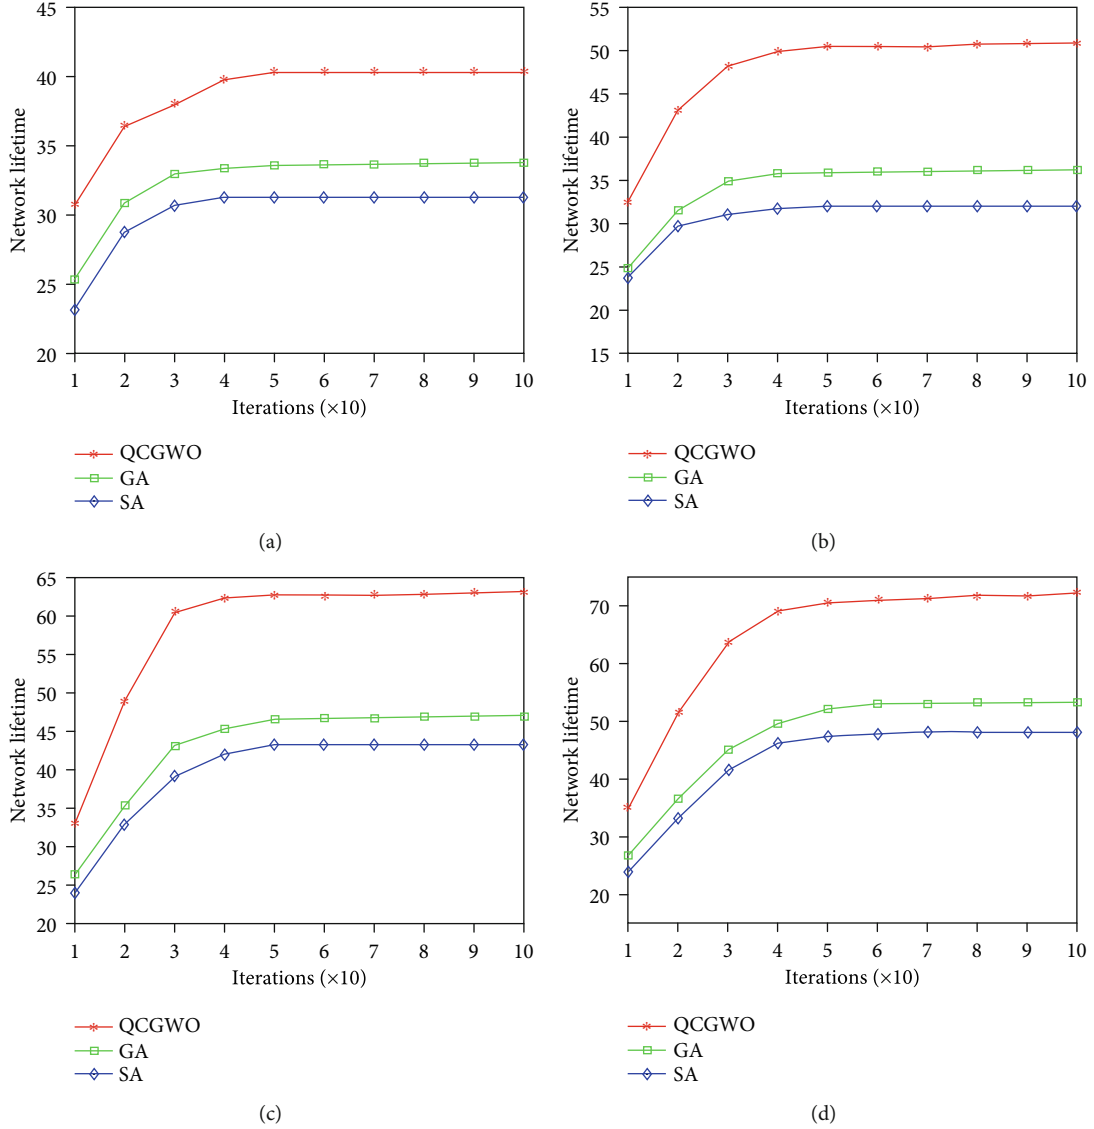 45
40
35
30
25
20
Network lifetime
1 2 3 4 5 6 7 8 9 10
Iterations (×10)
QCGWO
GA
SA
(a)
55
50
45
40
35
30
25
20
15
Network lifetime
1 2 3 4 5 6 7 8 9 10
Iterations (×10)
QCGWO
GA
SA
(b)
65
60
55
50
45
40
35
30
25
20
Network lifetime
1 2 3 4 5 6 7 8 9 10
Iterations (×10)
QCGWO
GA
SA
(c)
70
60
50
40
30
20
Network lifetime
1 2 3 4 5 6 7 8 9 10
Iterations (×10)
QCGWO
GA
SA
(d)